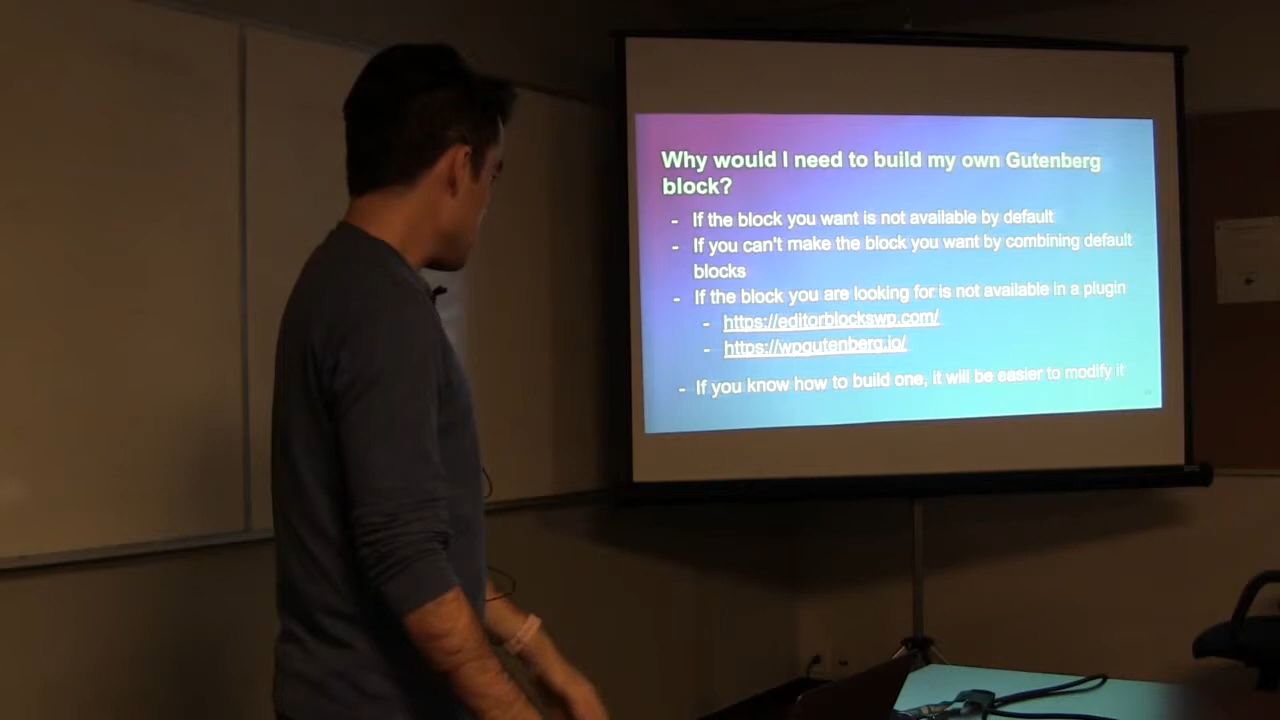 Why would I need to build my own Gutenberg
block?
- If the block you want is not available by default
- If you can't make the block you want by combining default
blocks
- If the block you are looking for is not available in a plugin
- https://editorblockswp.com/
- https://wpgutenberg.io/
- If you know how to build one, it will be easier to modify it